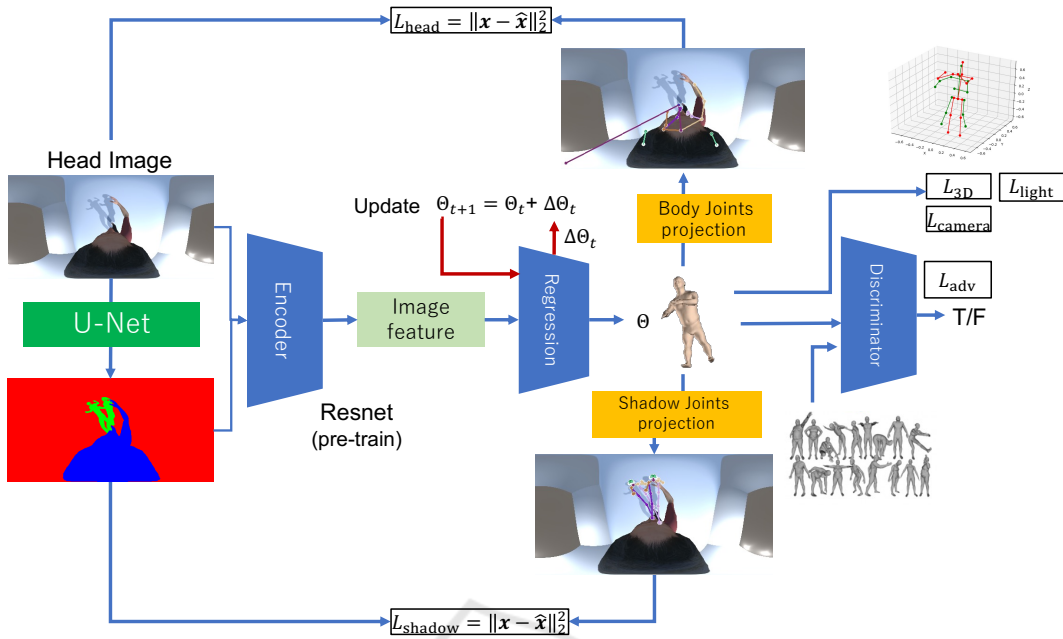 L_head = ‖x − x̂‖₂²
Head Image
Update Θ_{t+1} = Θ_t + ΔΘ_t
ΔΘ_t
Body Joints
projection
L_3D
L_light
L_camera
U-Net
Encoder
Image
feature
Regression
Θ
Discriminator
L_adv
T/F
Resnet
(pre-train)
Shadow Joints
projection
L_shadow = ‖x − x̂‖₂²